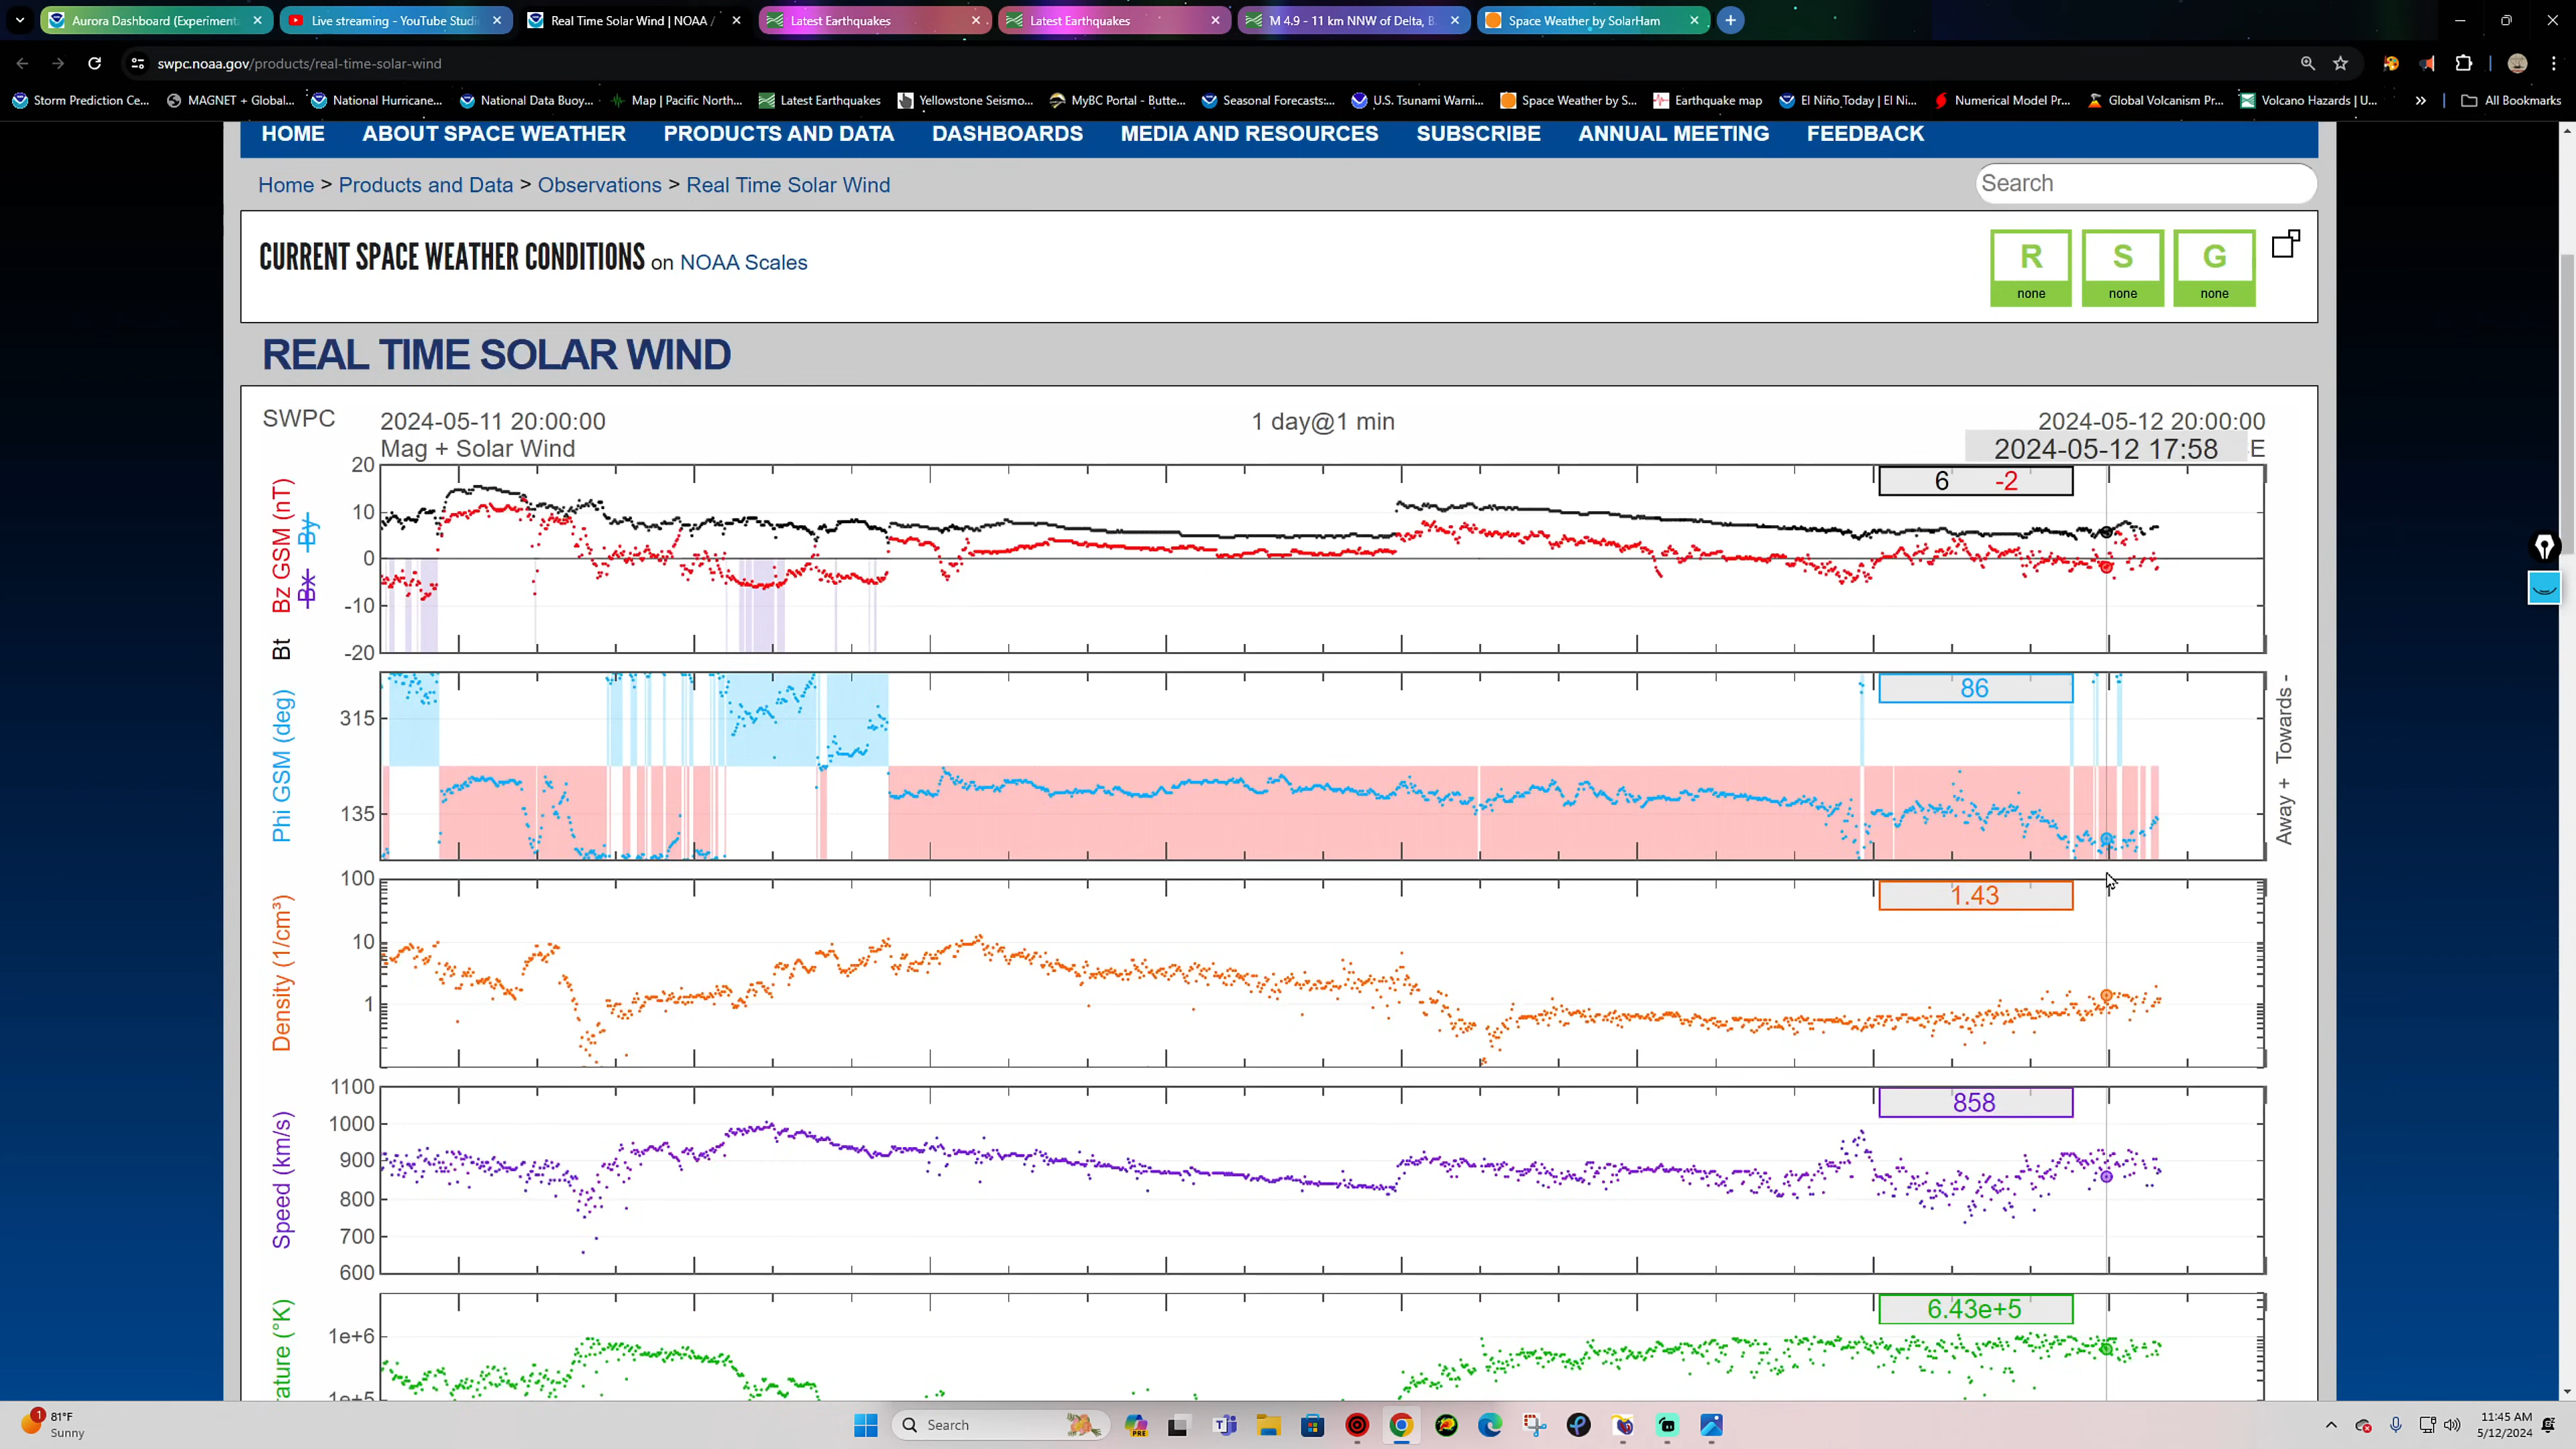 Aurora Dashboard (Experiment
Live streaming - YouTube Studi
Real Time Solar Wind | NOAA /
Latest Earthquakes
Latest Earthquakes
M 4.9 - 11 km NNW of Delta, B
Space Weather by SolarHam
swpc.noaa.gov/products/real-time-solar-wind
Storm Prediction Ce...
MAGNET + Global...
National Hurricane...
National Data Buoy...
Map | Pacific North...
Latest Earthquakes
Yellowstone Seismo...
MyBC Portal - Butte...
Seasonal Forecasts:...
U.S. Tsunami Warni...
Space Weather by S...
Earthquake map
El Niño Today | El Ni...
Numerical Model Pr...
Global Volcanism Pr...
Volcano Hazards | U...
All Bookmarks
HOME ABOUT SPACE WEATHER PRODUCTS AND DATA DASHBOARDS MEDIA AND RESOURCES SUBSCRIBE ANNUAL MEETING FEEDBACK
Home > Products and Data > Observations > Real Time Solar Wind
Search
CURRENT SPACE WEATHER CONDITIONS on NOAA Scales
R S G
none none none
REAL TIME SOLAR WIND
SWPC 2024-05-11 20:00:00 1 day@1 min 2024-05-12 20:00:00
Mag + Solar Wind 2024-05-12 17:58 E
Bt Bz GSM (nT)
Bx By
20
10
0
-10
-20
6 -2
Phi GSM (deg)
315
135
86
Away + Towards -
Density (1/cm³)
100
10
1
1.43
Speed (km/s)
1100
1000
900
800
700
600
858
ature (°K)
1e+6
1e+5
6.43e+5
1
81°F
Sunny
Search
PRE
11:45 AM
5/12/2024